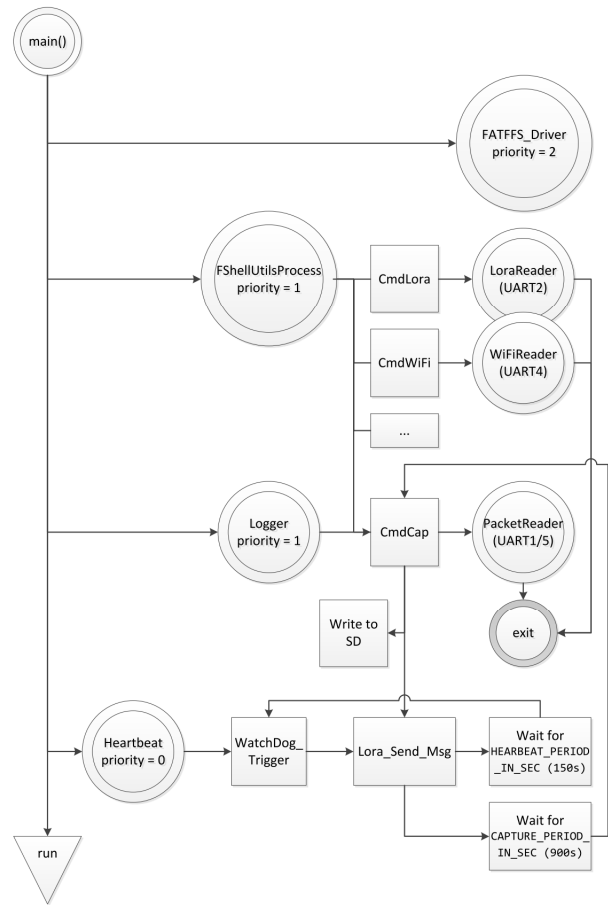 main()
FATFFS_Driver
priority = 2
FShellUtilsProcess
priority = 1
CmdLora
LoraReader
(UART2)
CmdWiFi
WiFiReader
(UART4)
...
Logger
priority = 1
CmdCap
PacketReader
(UART1/5)
Write to
SD
exit
Heartbeat
priority = 0
WatchDog_
Trigger
Lora_Send_Msg
Wait for
HEARBEAT_PERIOD
_IN_SEC (150s)
Wait for
CAPTURE_PERIOD_
IN_SEC (900s)
run